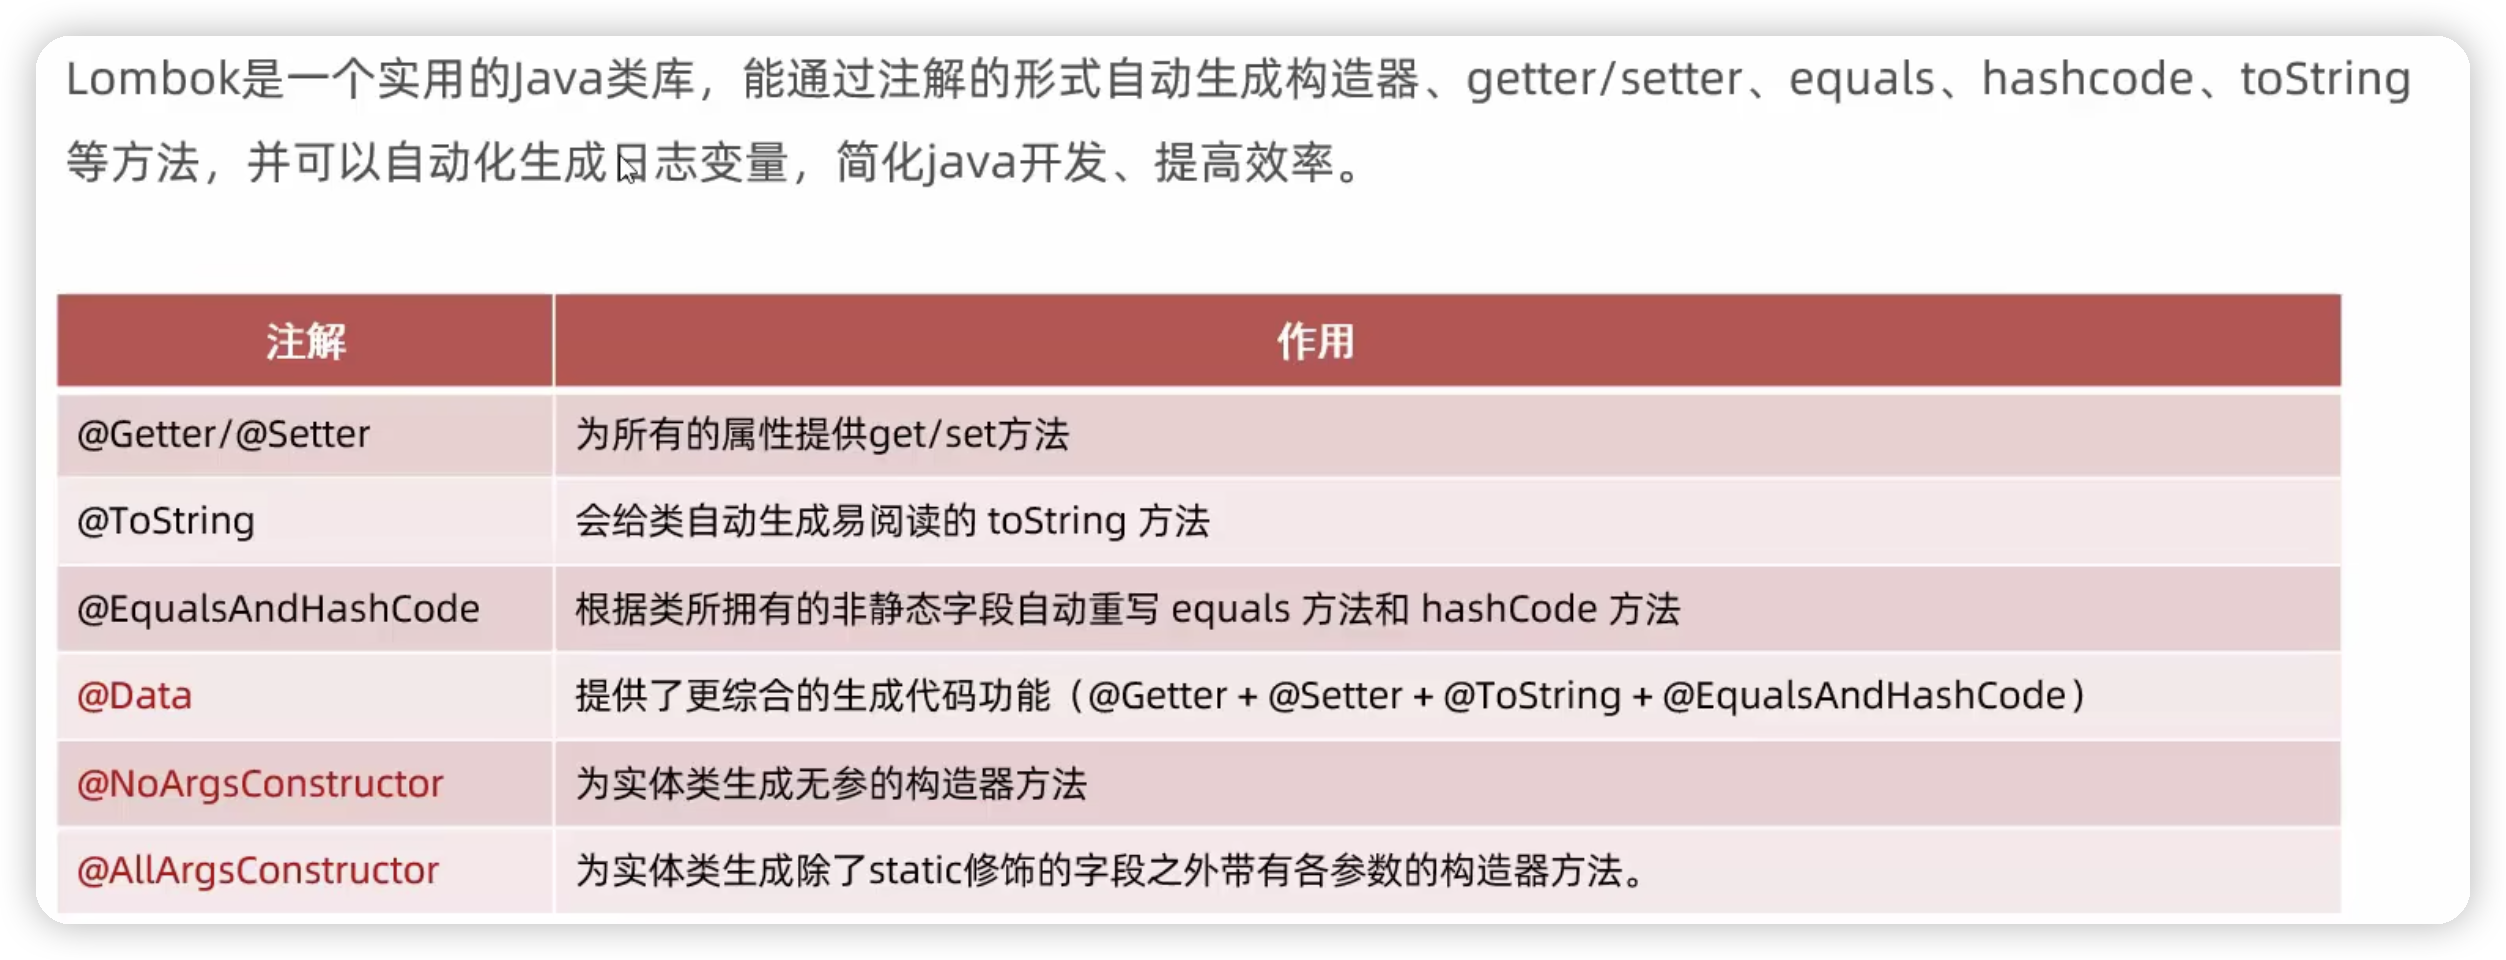 Lombok是一个实用的Java类库，能通过注解的形式自动生成构造器、getter/setter、equals、hashcode、toString
等方法，并可以自动化生成日志变量，简化java开发、提高效率。
注解 作用
@Getter/@Setter 为所有的属性提供get/set方法
@ToString 会给类自动生成易阅读的 toString 方法
@EqualsAndHashCode 根据类所拥有的非静态字段自动重写 equals 方法和 hashCode 方法
@Data 提供了更综合的生成代码功能（@Getter + @Setter + @ToString + @EqualsAndHashCode）
@NoArgsConstructor 为实体类生成无参的构造器方法
@AllArgsConstructor 为实体类生成除了static修饰的字段之外带有各参数的构造器方法。